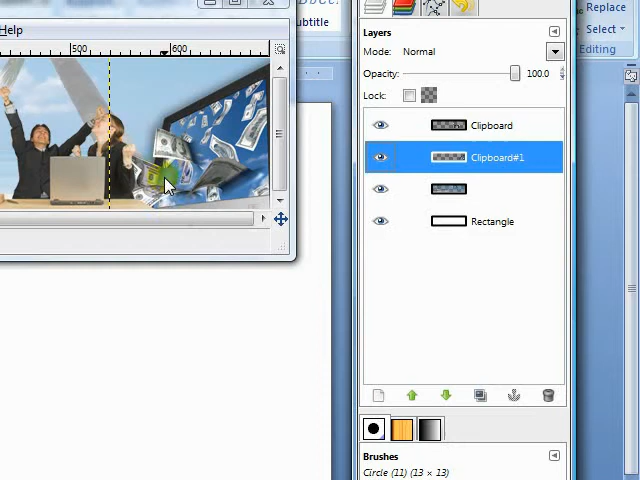 Help
500
600
ubtitle
Replace
Select
Editing
Layers
Mode: Normal
Opacity: 100.0
Lock:
Clipboard
Clipboard#1
Rectangle
Brushes
Circle (11) (13 × 13)